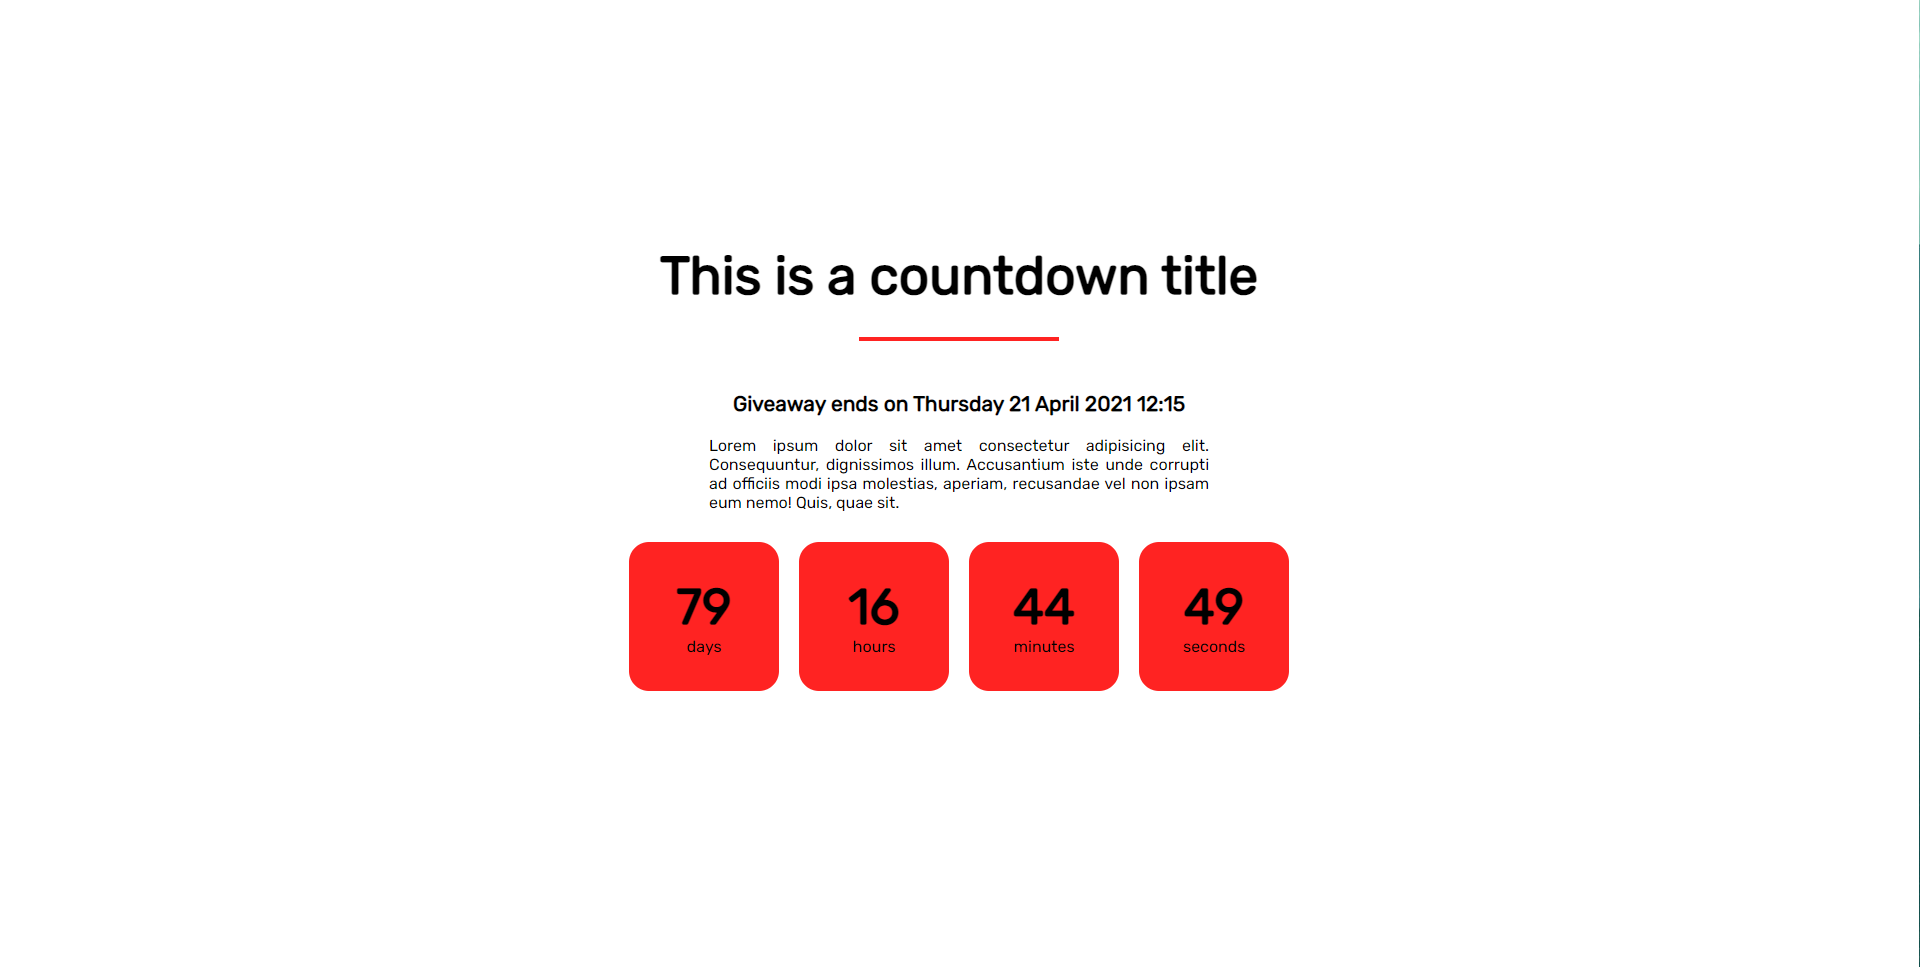 This is a countdown title
Giveaway ends on Thursday 21 April 2021 12:15
Lorem ipsum dolor sit amet consectetur adipisicing elit.
Consequuntur, dignissimos illum. Accusantium iste unde corrupti
ad officiis modi ipsa molestias, aperiam, recusandae vel non ipsam
eum nemo! Quis, quae sit.
79 16 44 49
days hours minutes seconds